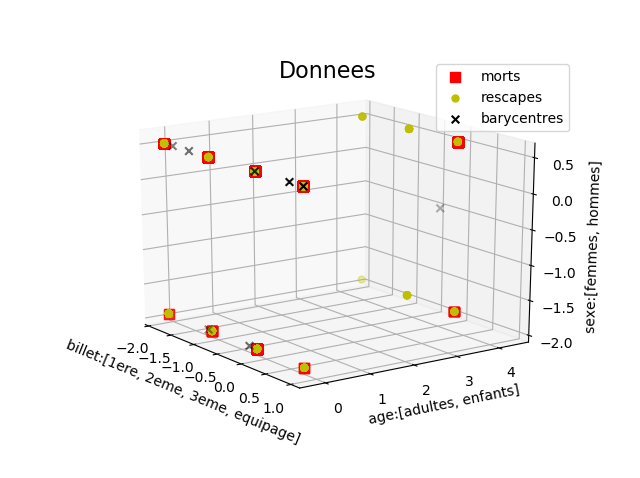 Donnees
morts
rescapes
barycentres
0.5
0.0
−0.5
−1.0
−1.5
−2.0
sexe:[femmes, hommes]
−2.0
−1.5
−1.0
−0.5
0.0
0.5
1.0
billet:[1ere, 2eme, 3eme, equipage]
0
1
2
3
4
age:[adultes, enfants]